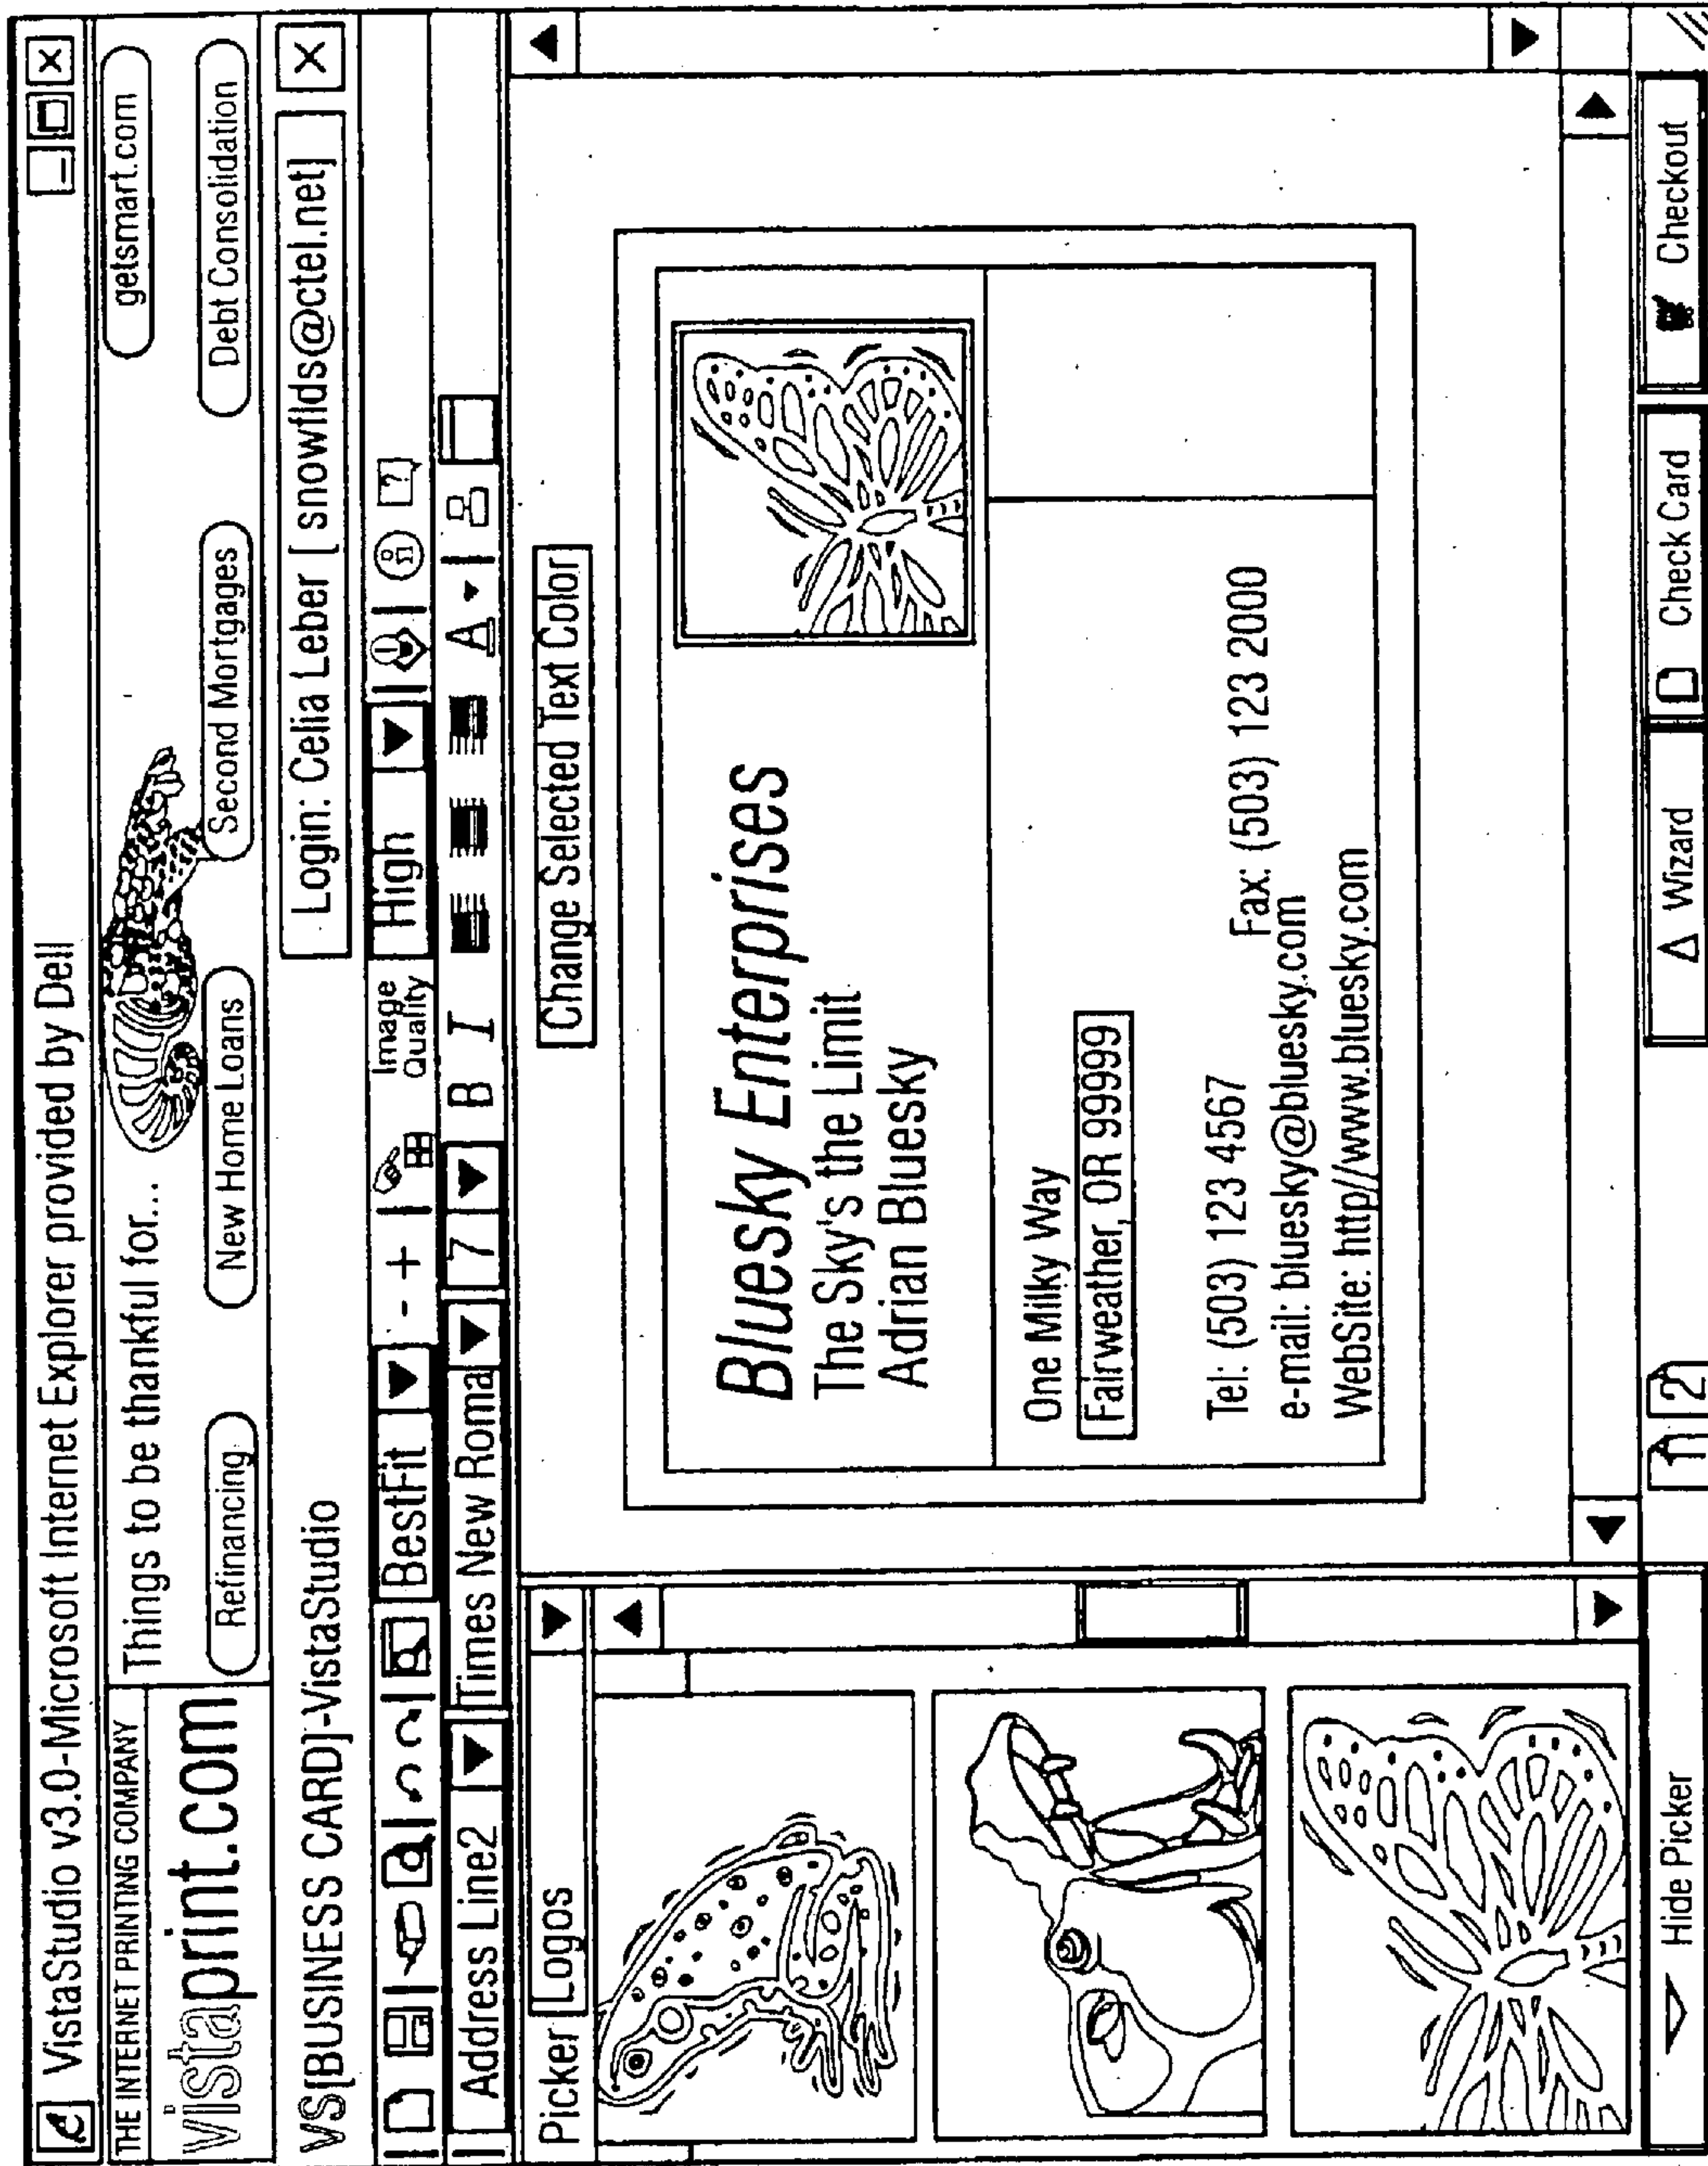 VistaStudio v3.0-Microsoft Internet Explorer provided by Dell
THE INTERNET PRINTING COMPANY
vistaprint.com
Things to be thankful for...
getsmart.com
Refinancing
New Home Loans
Second Mortgages
Debt Consolidation
VS[BUSINESS CARD]-VistaStudio
Login: Celia Leber [ snowflds@ctel.net]
BestFit
- +
Image
Quality
High
?
Address Line2
Times New Roma
7
B I
A
Picker
Logos
Change Selected Text Color
Bluesky Enterprises
The Sky's the Limit
Adrian Bluesky
One Milky Way
Fairweather, OR 99999
Tel: (503) 123 4567
Fax: (503) 123 2000
e-mail: bluesky@bluesky.com
WebSite: http//www.bluesky.com
Hide Picker
1 2
Wizard
Check Card
Checkout